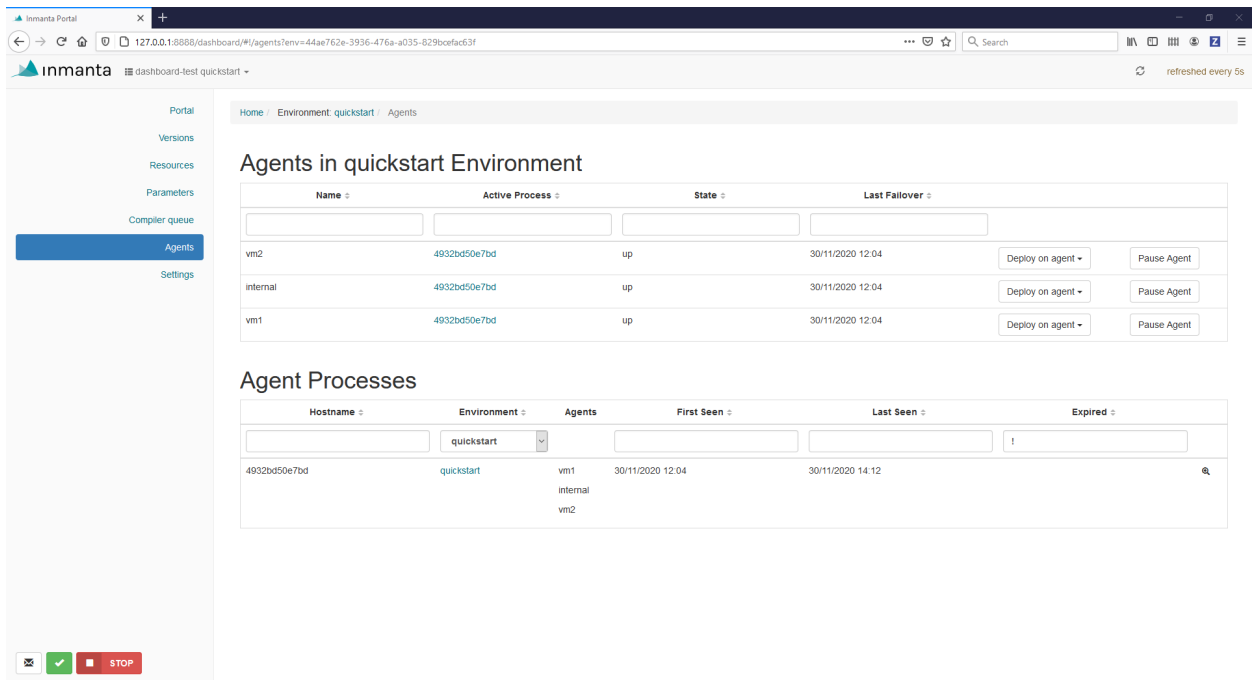 Inmanta Portal
127.0.0.1:8888/dashboard/#!/agents?env=44ae762e-3936-476a-a035-829bcefac63f
Search
inmanta dashboard-test quickstart refreshed every 5s
Portal
Versions
Resources
Parameters
Compiler queue
Agents
Settings
Home / Environment: quickstart / Agents
Agents in quickstart Environment
Name Active Process State Last Failover
vm2 4932bd50e7bd up 30/11/2020 12:04 Deploy on agent Pause Agent
internal 4932bd50e7bd up 30/11/2020 12:04 Deploy on agent Pause Agent
vm1 4932bd50e7bd up 30/11/2020 12:04 Deploy on agent Pause Agent
Agent Processes
Hostname Environment Agents First Seen Last Seen Expired
quickstart !
4932bd50e7bd quickstart vm1 30/11/2020 12:04 30/11/2020 14:12
internal
vm2
STOP